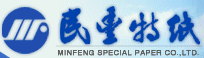 民丰特纸
MINFENG SPECIAL PAPER CO.,LTD.